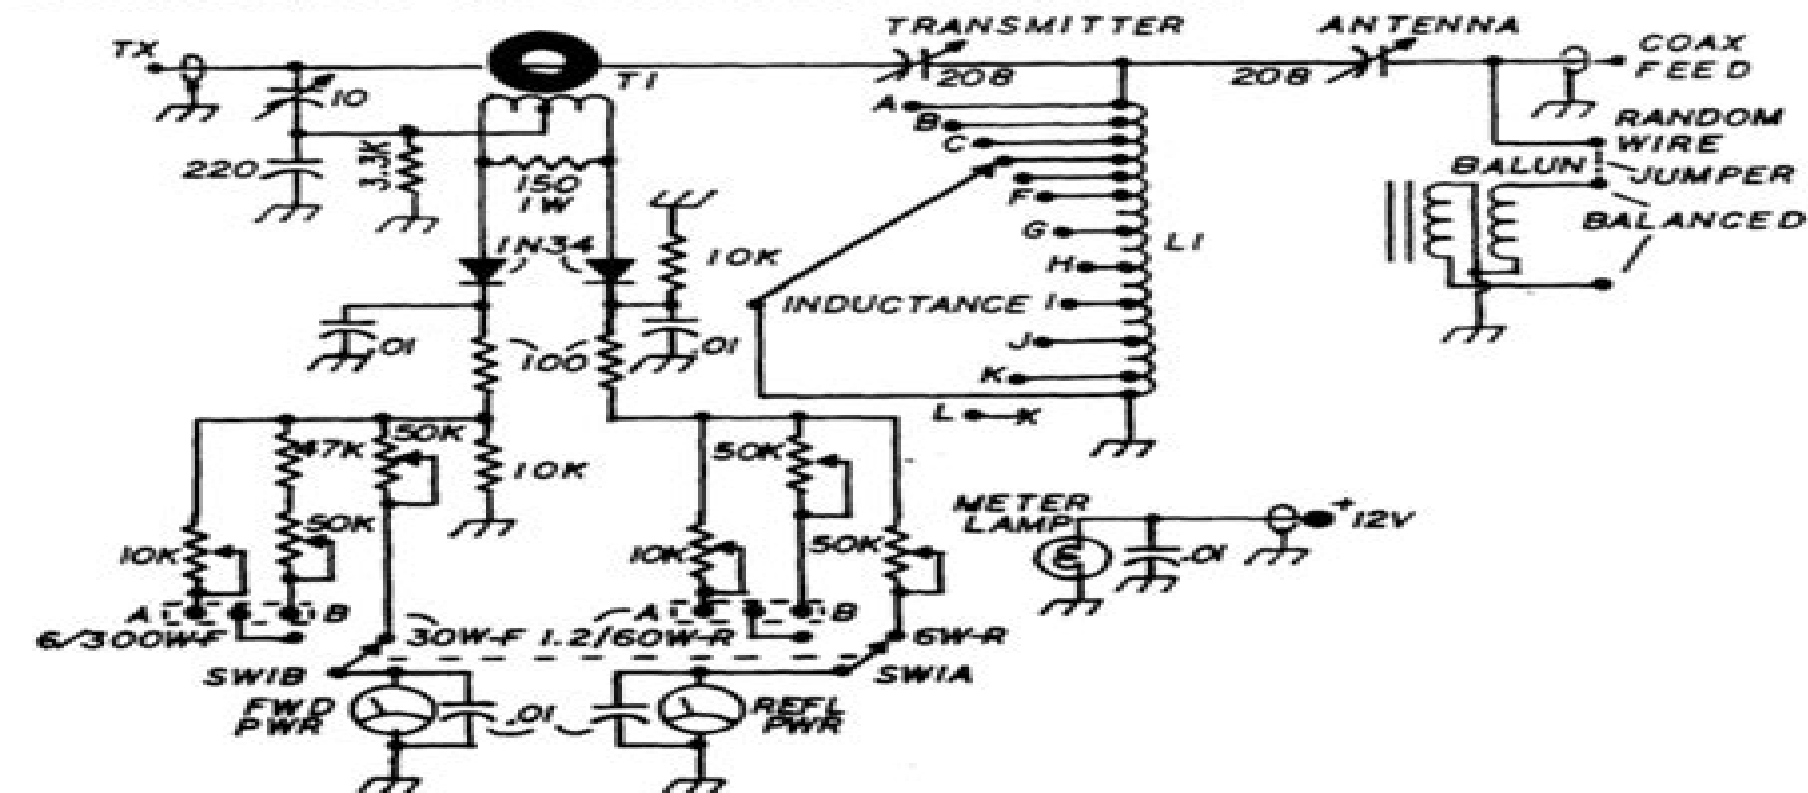 TRANSMITTER
ANTENNA
TX
COAX
FEED
T1
208
208
10
A
B
C
RANDOM
WIRE
3.3K
220
BALUN
JUMPER
150
1W
F
BALANCED
G
L1
1N34
10K
H
INDUCTANCE
I
.01
100
.01
J
K
L
K
50K
47K
10K
50K
METER
LAMP
+
12V
50K
10K
10K
50K
.01
A
B
A
B
6/300W-F
30W-F
1.2/60W-R
6W-R
SW1B
SW1A
FWD
PWR
.01
REFL
PWR